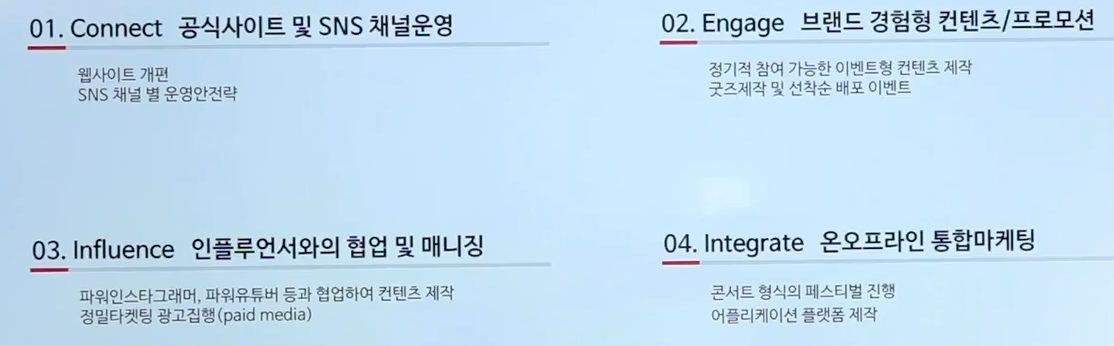 01. Connect 공식사이트 및 SNS 채널운영
웹사이트 개편
SNS 채널 별 운영안전략
02. Engage 브랜드 경험형 컨텐츠/프로모션
정기적 참여 가능한 이벤트형 컨텐츠 제작
굿즈제작 및 선착순 배포 이벤트
03. Influence 인플루언서와의 협업 및 매니징
파워인스타그래머, 파워유튜버 등과 협업하여 컨텐츠 제작
정밀타켓팅 광고집행(paid media)
04. Integrate 온오프라인 통합마케팅
콘서트 형식의 페스티벌 진행
어플리케이션 플랫폼 제작